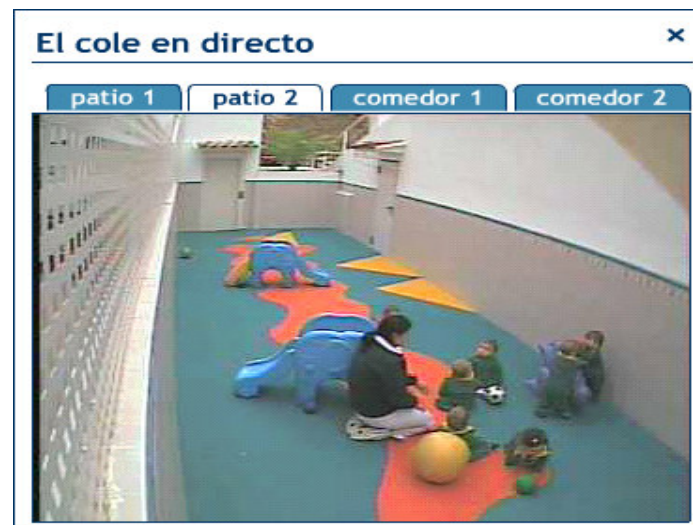 El cole en directo ×
patio 1 patio 2 comedor 1 comedor 2